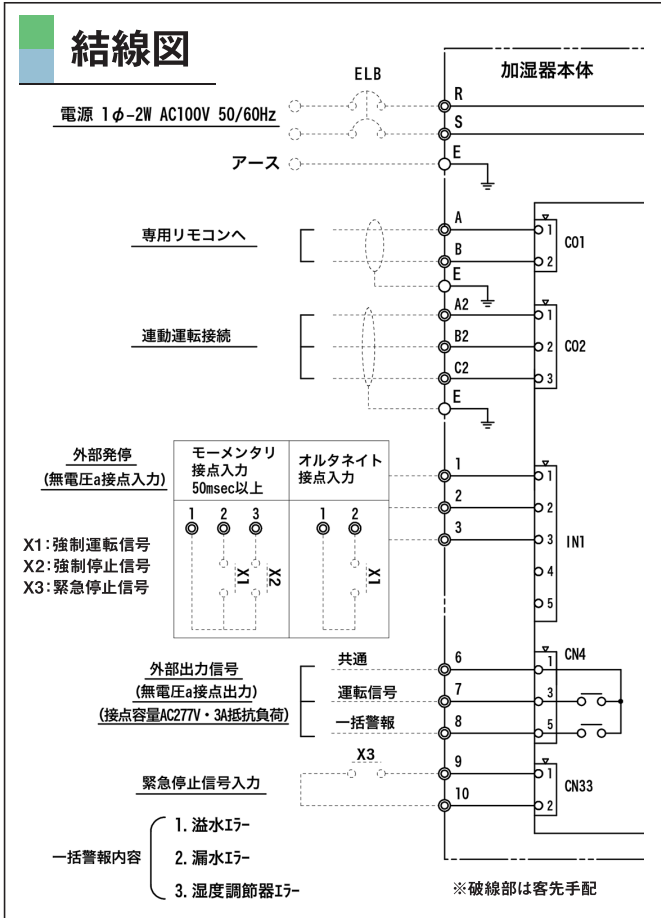 結線図
ELB
加湿器本体
電源 1φ-2W AC100V 50/60Hz
R
S
アース
E
専用リモコンへ
A
1
CO1
B
2
E
連動運転接続
A2
1
B2
2
CO2
C2
3
E
外部発停
(無電圧a接点入力)
モーメンタリ
接点入力
50msec以上
オルタネイト
接点入力
1 2 3
1 2
X1
X2
X1
X1:強制運転信号
X2:強制停止信号
X3:緊急停止信号
1
1
2
2
3
3
IN1
4
5
外部出力信号
(無電圧a接点出力)
(接点容量AC277V・3A抵抗負荷)
共通
6
1
CN4
運転信号
7
3
一括警報
8
5
緊急停止信号入力
X3
9
1
CN33
10
2
一括警報内容
1. 溢水ｴﾗｰ
2. 漏水ｴﾗｰ
3. 湿度調節器ｴﾗｰ
※破線部は客先手配